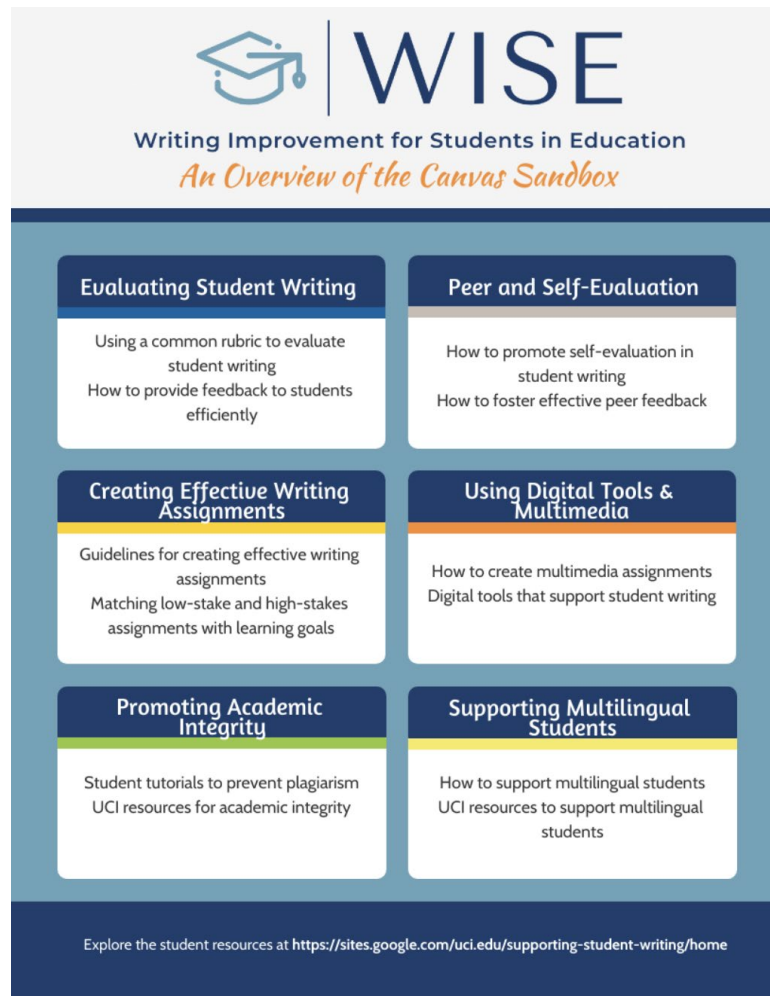 WISE
Writing Improvement for Students in Education
An Overview of the Canvas Sandbox
Evaluating Student Writing
Using a common rubric to evaluate
student writing
How to provide feedback to students
efficiently
Peer and Self-Evaluation
How to promote self-evaluation in
student writing
How to foster effective peer feedback
Creating Effective Writing
Assignments
Guidelines for creating effective writing
assignments
Matching low-stake and high-stakes
assignments with learning goals
Using Digital Tools &
Multimedia
How to create multimedia assignments
Digital tools that support student writing
Promoting Academic
Integrity
Student tutorials to prevent plagiarism
UCI resources for academic integrity
Supporting Multilingual
Students
How to support multilingual students
UCI resources to support multilingual
students
Explore the student resources at https://sites.google.com/uci.edu/supporting-student-writing/home